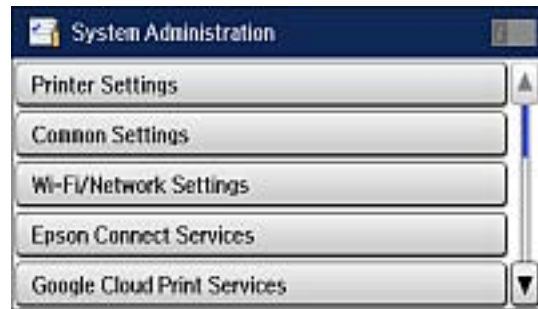 System Administration
Printer Settings
Common Settings
Wi-Fi/Network Settings
Epson Connect Services
Google Cloud Print Services